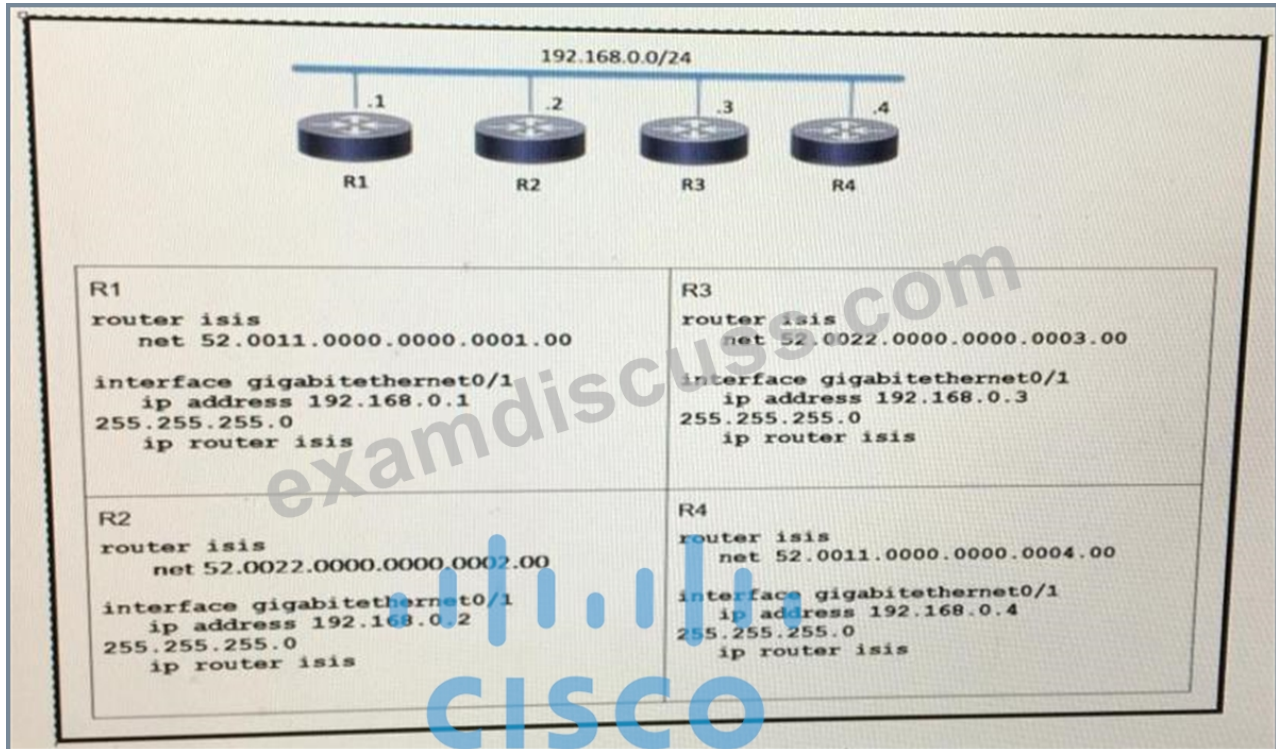 192.168.0.0/24
.1
.2
.3
.4
R1
R2
R3
R4
R1
router isis
net 52.0011.0000.0000.0001.00
interface gigabitethernet0/1
ip address 192.168.0.1
255.255.255.0
ip router isis
R3
router isis
net 52.0022.0000.0000.0003.00
interface gigabitethernet0/1
ip address 192.168.0.3
255.255.255.0
ip router isis
R2
router isis
net 52.0022.0000.0000.0002.00
interface gigabitethernet0/1
ip address 192.168.0.2
255.255.255.0
ip router isis
R4
router isis
net 52.0011.0000.0000.0004.00
interface gigabitethernet0/1
ip address 192.168.0.4
255.255.255.0
ip router isis
examdiscuss.com
CISCO